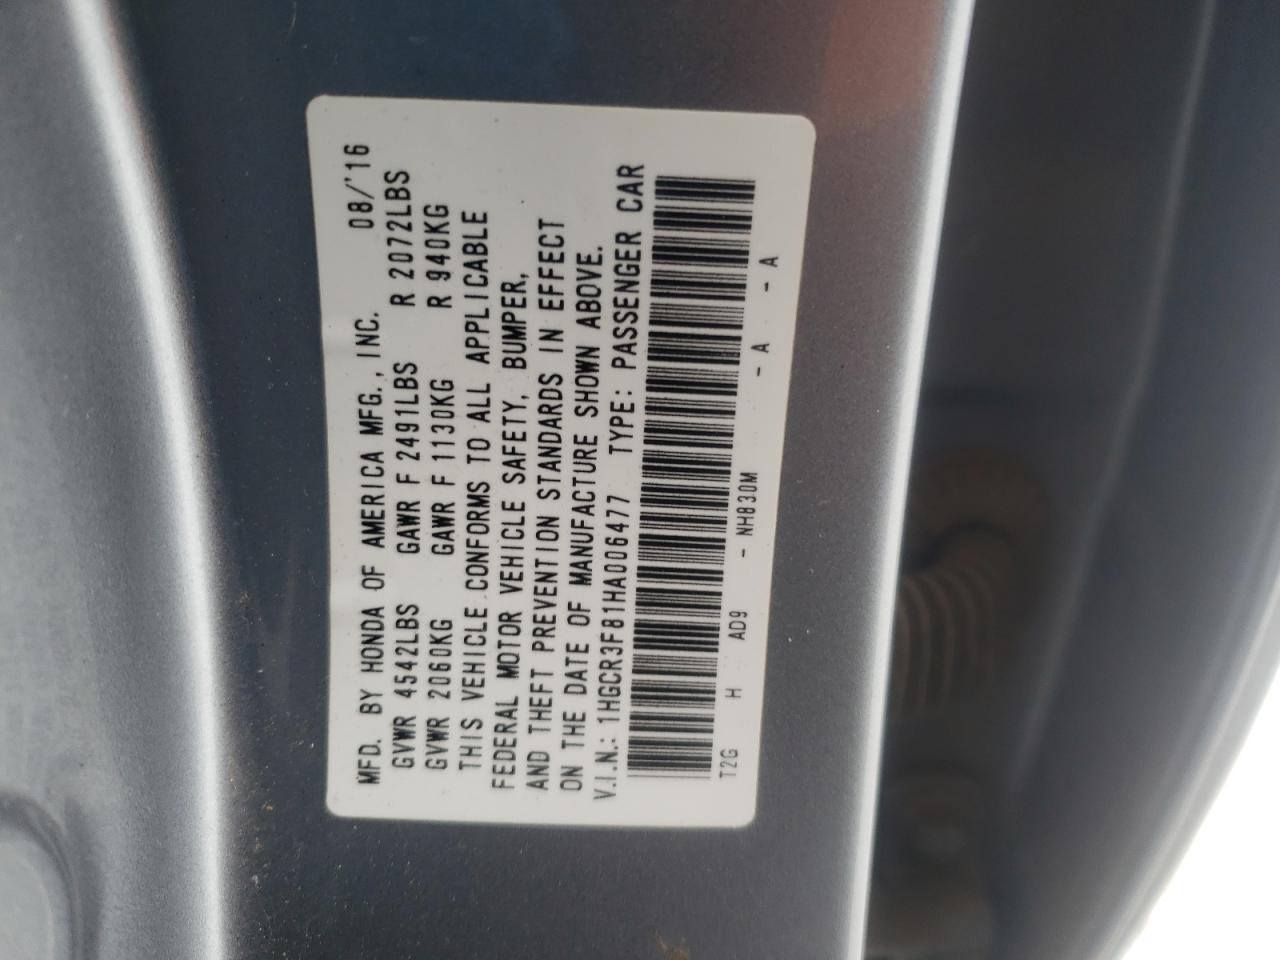 MFD. BY HONDA OF AMERICA MFG., INC. 08/'16
GVWR 4542LBS GAWR F 2491LBS R 2072LBS
GVWR 2060KG GAWR F 1130KG R 940KG
THIS VEHICLE CONFORMS TO ALL APPLICABLE
FEDERAL MOTOR VEHICLE SAFETY, BUMPER,
AND THEFT PREVENTION STANDARDS IN EFFECT
ON THE DATE OF MANUFACTURE SHOWN ABOVE.
V.I.N.: 1HGCR3F81HA006477 TYPE: PASSENGER CAR
T2G H AD9 - NH830M - A - A